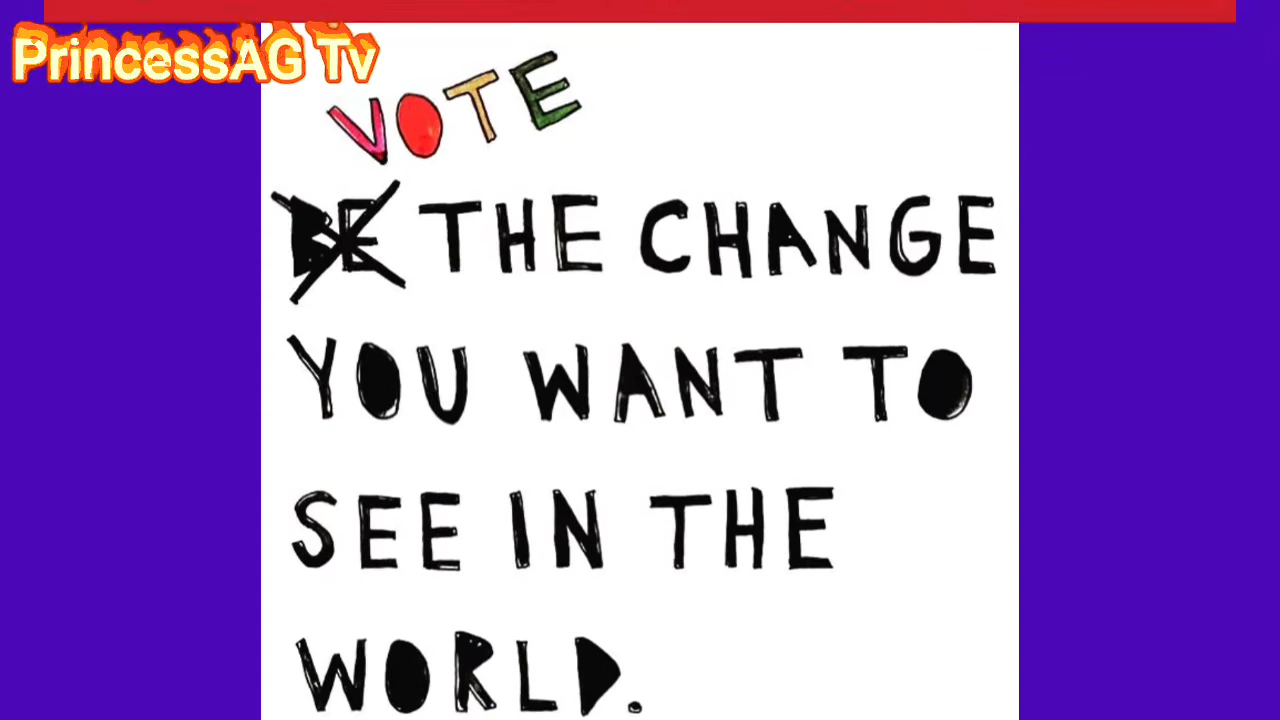 PrincessAG Tv
VOTE
BE THE CHANGE
YOU WANT TO
SEE IN THE
WORLD.